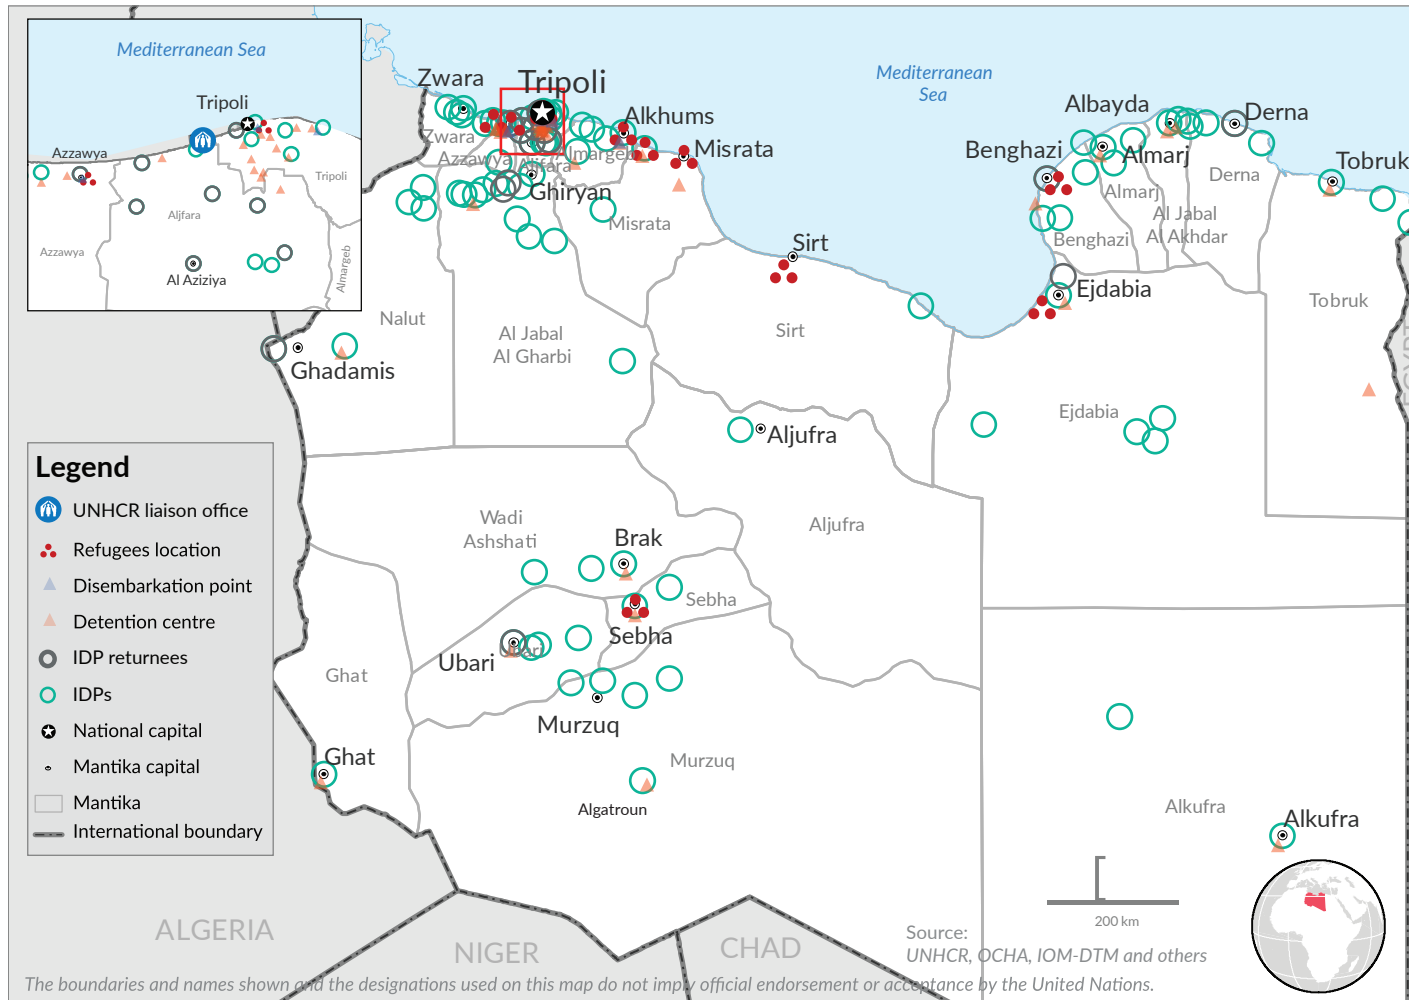 Mediterranean Sea
Tripoli
Azzawya
Tripoli
Aljfara
Azzawya
Almargeb
Al Aziziya
Mediterranean
Sea
Zwara
Tripoli
Alkhums
Misrata
Zwara
Azzawya
Aljfara
Almargeb
Ghiryan
Misrata
Albayda
Derna
Benghazi
Almarj
Tobruk
Almarj
Derna
Al Jabal
Al Akhdar
Benghazi
Sirt
Ejdabia
Nalut
Al Jabal
Al Gharbi
Sirt
Tobruk
EGYPT
Ghadamis
Ejdabia
Aljufra
Legend
UNHCR liaison office
Refugees location
Disembarkation point
Detention centre
IDP returnees
IDPs
National capital
Mantika capital
Mantika
International boundary
Wadi
Ashshati
Brak
Aljufra
Sebha
Sebha
Ubari
Ubari
Ghat
Murzuq
Ghat
Murzuq
Algatroun
Alkufra
Alkufra
200 km
ALGERIA
NIGER
CHAD
Source:
UNHCR, OCHA, IOM-DTM and others
The boundaries and names shown and the designations used on this map do not imply official endorsement or acceptance by the United Nations.